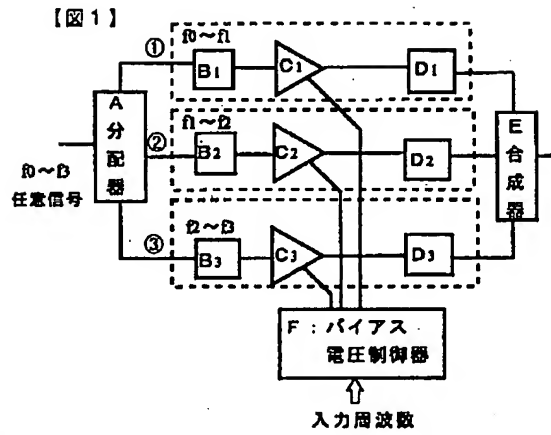 【図1】
f0～f1
①
B1
C1
D1
A分配器
f1～f2
②
B2
C2
D2
E合成器
f0～f3
任意信号
f2～f3
③
B3
C3
D3
F：バイアス
電圧制御器
入力周波数